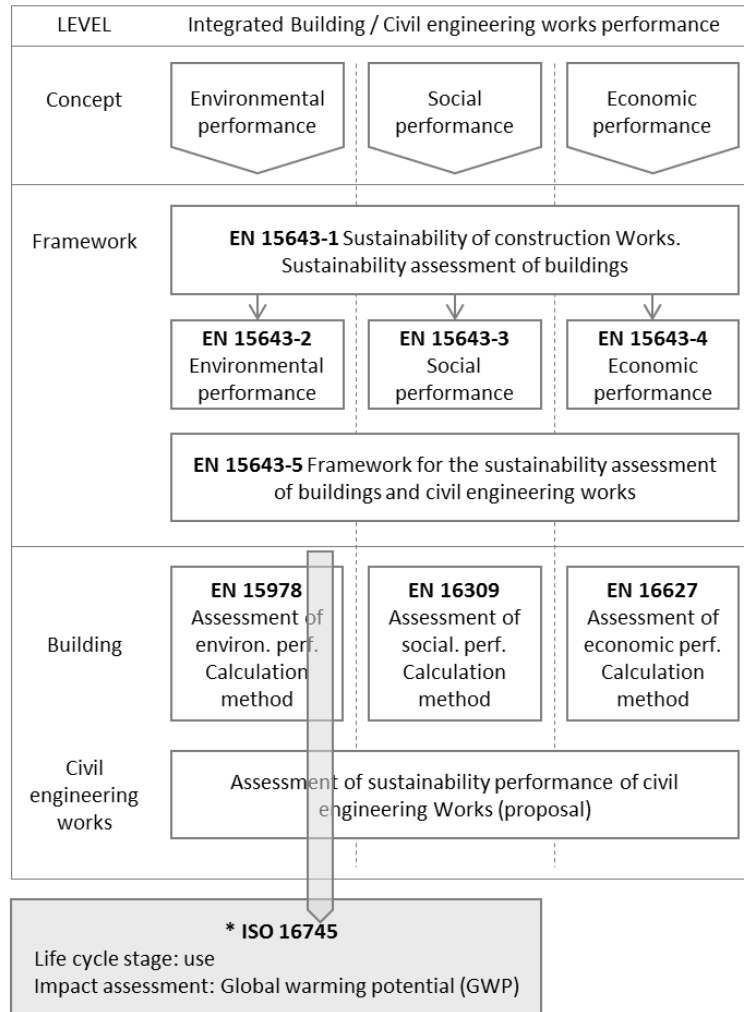 LEVEL Integrated Building / Civil engineering works performance
Concept
Environmental
performance
Social
performance
Economic
performance
Framework
EN 15643-1 Sustainability of construction Works.
Sustainability assessment of buildings
EN 15643-2
Environmental
performance
EN 15643-3
Social
performance
EN 15643-4
Economic
performance
EN 15643-5 Framework for the sustainability assessment
of buildings and civil engineering works
Building
EN 15978
Assessment of
environ. perf.
Calculation
method
EN 16309
Assessment of
social. perf.
Calculation
method
EN 16627
Assessment of
economic perf.
Calculation
method
Civil
engineering
works
Assessment of sustainability performance of civil
engineering Works (proposal)
* ISO 16745
Life cycle stage: use
Impact assessment: Global warming potential (GWP)